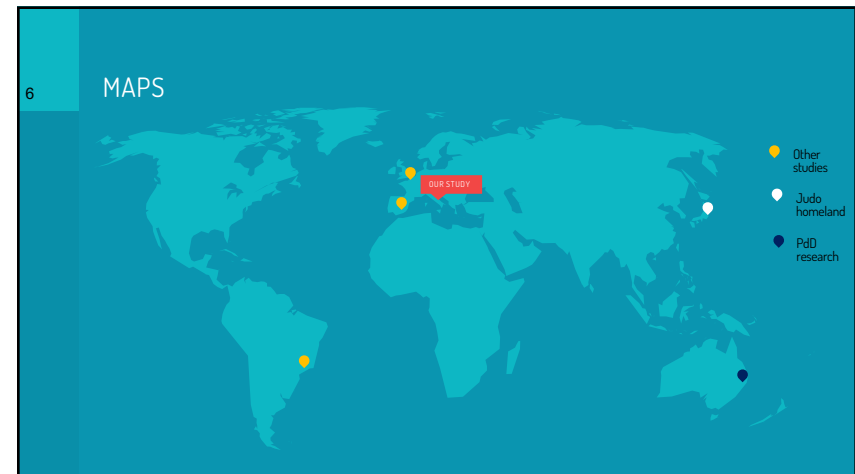 6
MAPS
OUR STUDY
Other
studies
Judo
homeland
PdD
research